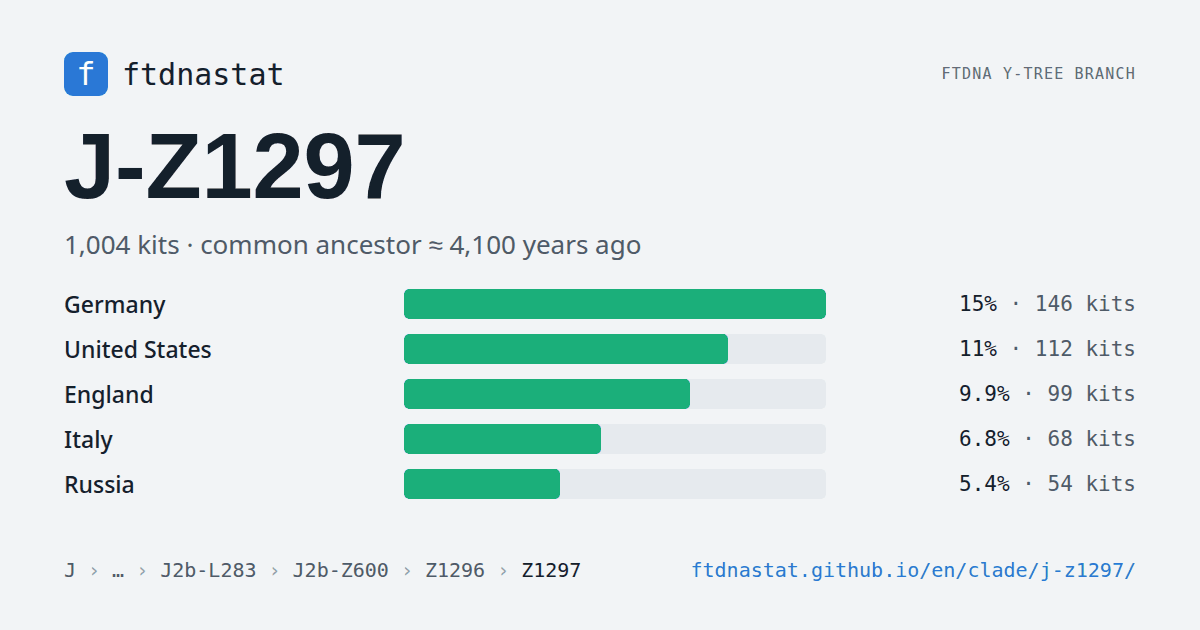 f ftdnastat
FTDNA Y-TREE BRANCH
J-Z1297
1,004 kits · common ancestor ≈ 4,100 years ago
Germany 15% · 146 kits
United States 11% · 112 kits
England 9.9% · 99 kits
Italy 6.8% · 68 kits
Russia 5.4% · 54 kits
J › … › J2b-L283 › J2b-Z600 › Z1296 › Z1297
ftdnastat.github.io/en/clade/j-z1297/